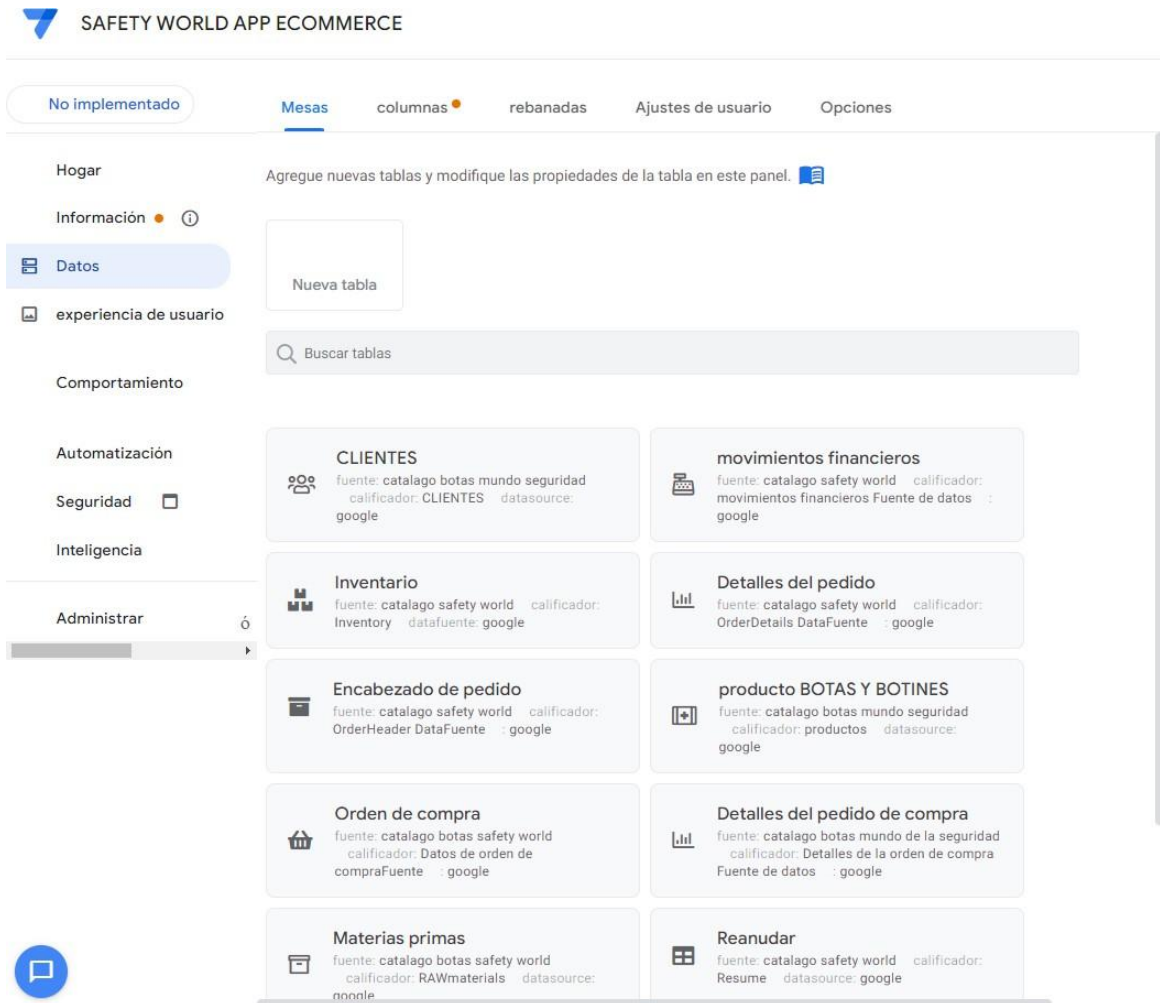 SAFETY WORLD APP ECOMMERCE
No implementado
Mesas
columnas
rebanadas
Ajustes de usuario
Opciones
Hogar
Información
Datos
experiencia de usuario
Comportamiento
Automatización
Seguridad
Inteligencia
Administrar
ó
Agregue nuevas tablas y modifique las propiedades de la tabla en este panel.
Nueva tabla
Buscar tablas
CLIENTES
fuente: catalago botas mundo seguridad
calificador: CLIENTES datasource:
google
movimientos financieros
fuente: catalago safety world calificador:
movimientos financieros Fuente de datos :
google
Inventario
fuente: catalago safety world calificador:
Inventory datafuente: google
Detalles del pedido
fuente: catalago safety world calificador:
OrderDetails DataFuente : google
Encabezado de pedido
fuente: catalago safety world calificador:
OrderHeader DataFuente : google
producto BOTAS Y BOTINES
fuente: catalago botas mundo seguridad
calificador: productos datasource:
google
Orden de compra
fuente: catalago botas safety world
calificador: Datos de orden de
compraFuente : google
Detalles del pedido de compra
fuente: catalago botas mundo de la seguridad
calificador: Detalles de la orden de compra
Fuente de datos : google
Materias primas
fuente: catalago botas safety world
calificador: RAWmaterials datasource:
google
Reanudar
fuente: catalago safety world calificador:
Resume datasource: google